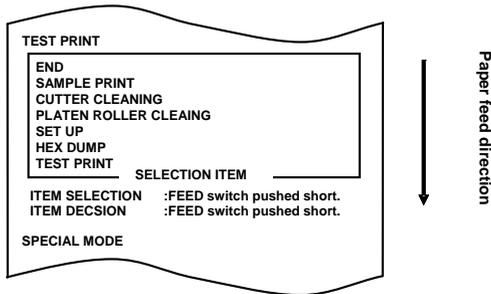 TEST PRINT
END
SAMPLE PRINT
CUTTER CLEANING
PLATEN ROLLER CLEAING
SET UP
HEX DUMP
TEST PRINT
SELECTION ITEM
ITEM SELECTION :FEED switch pushed short.
ITEM DECSION :FEED switch pushed short.
SPECIAL MODE
Paper feed direction